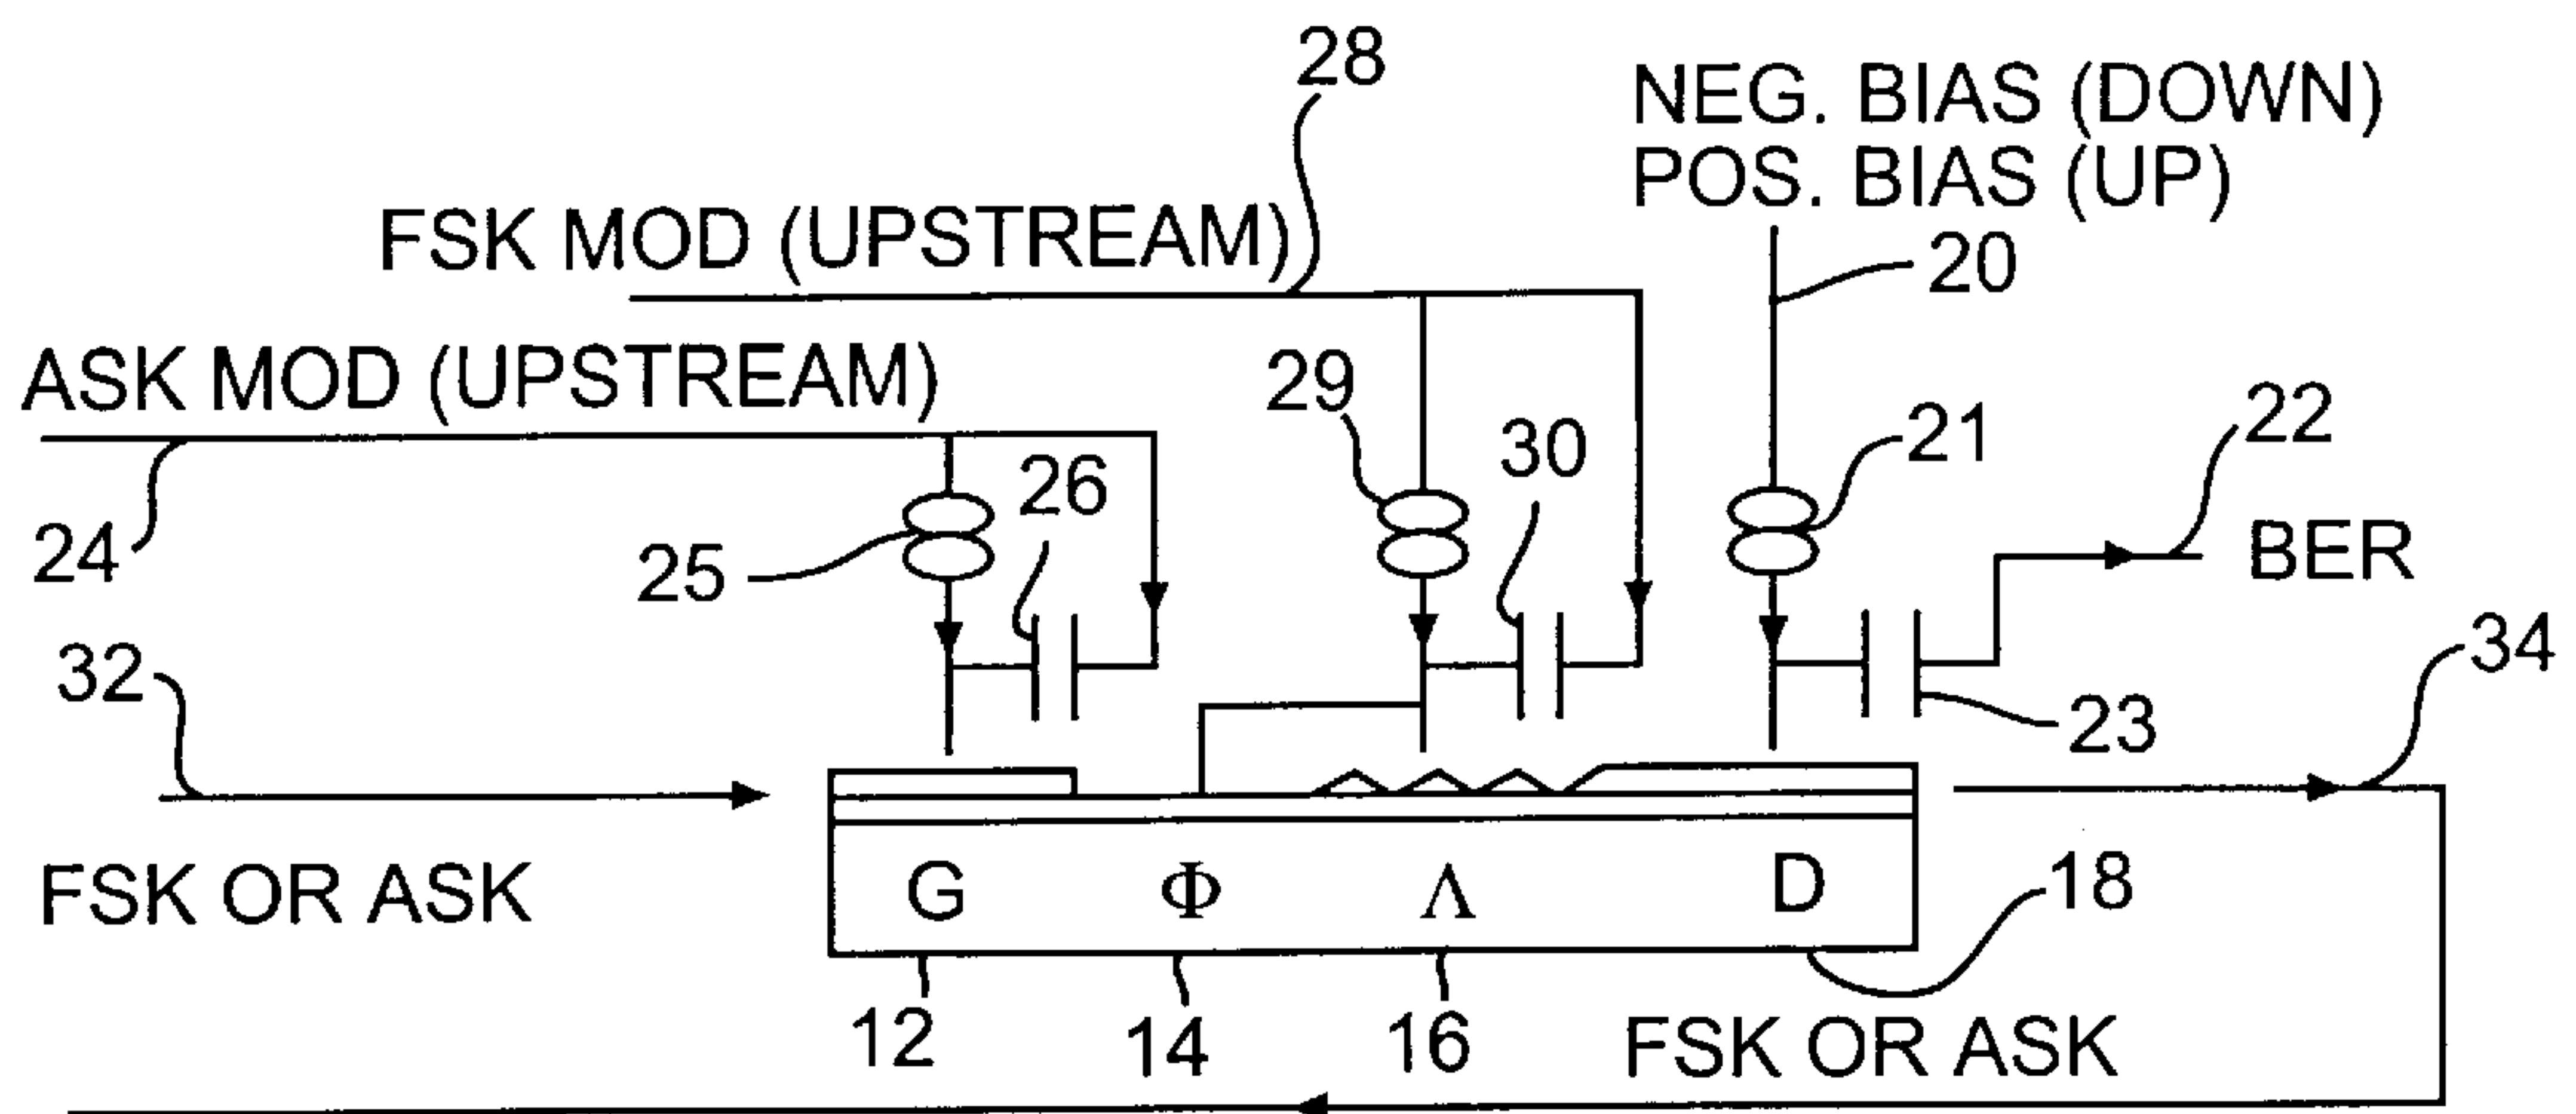 28
NEG. BIAS (DOWN)
POS. BIAS (UP)
FSK MOD (UPSTREAM)
20
ASK MOD (UPSTREAM)
29
30
21
22
26
24
25
BER
32
34
23
FSK OR ASK
G Φ Λ D
18
12 14 16
FSK OR ASK